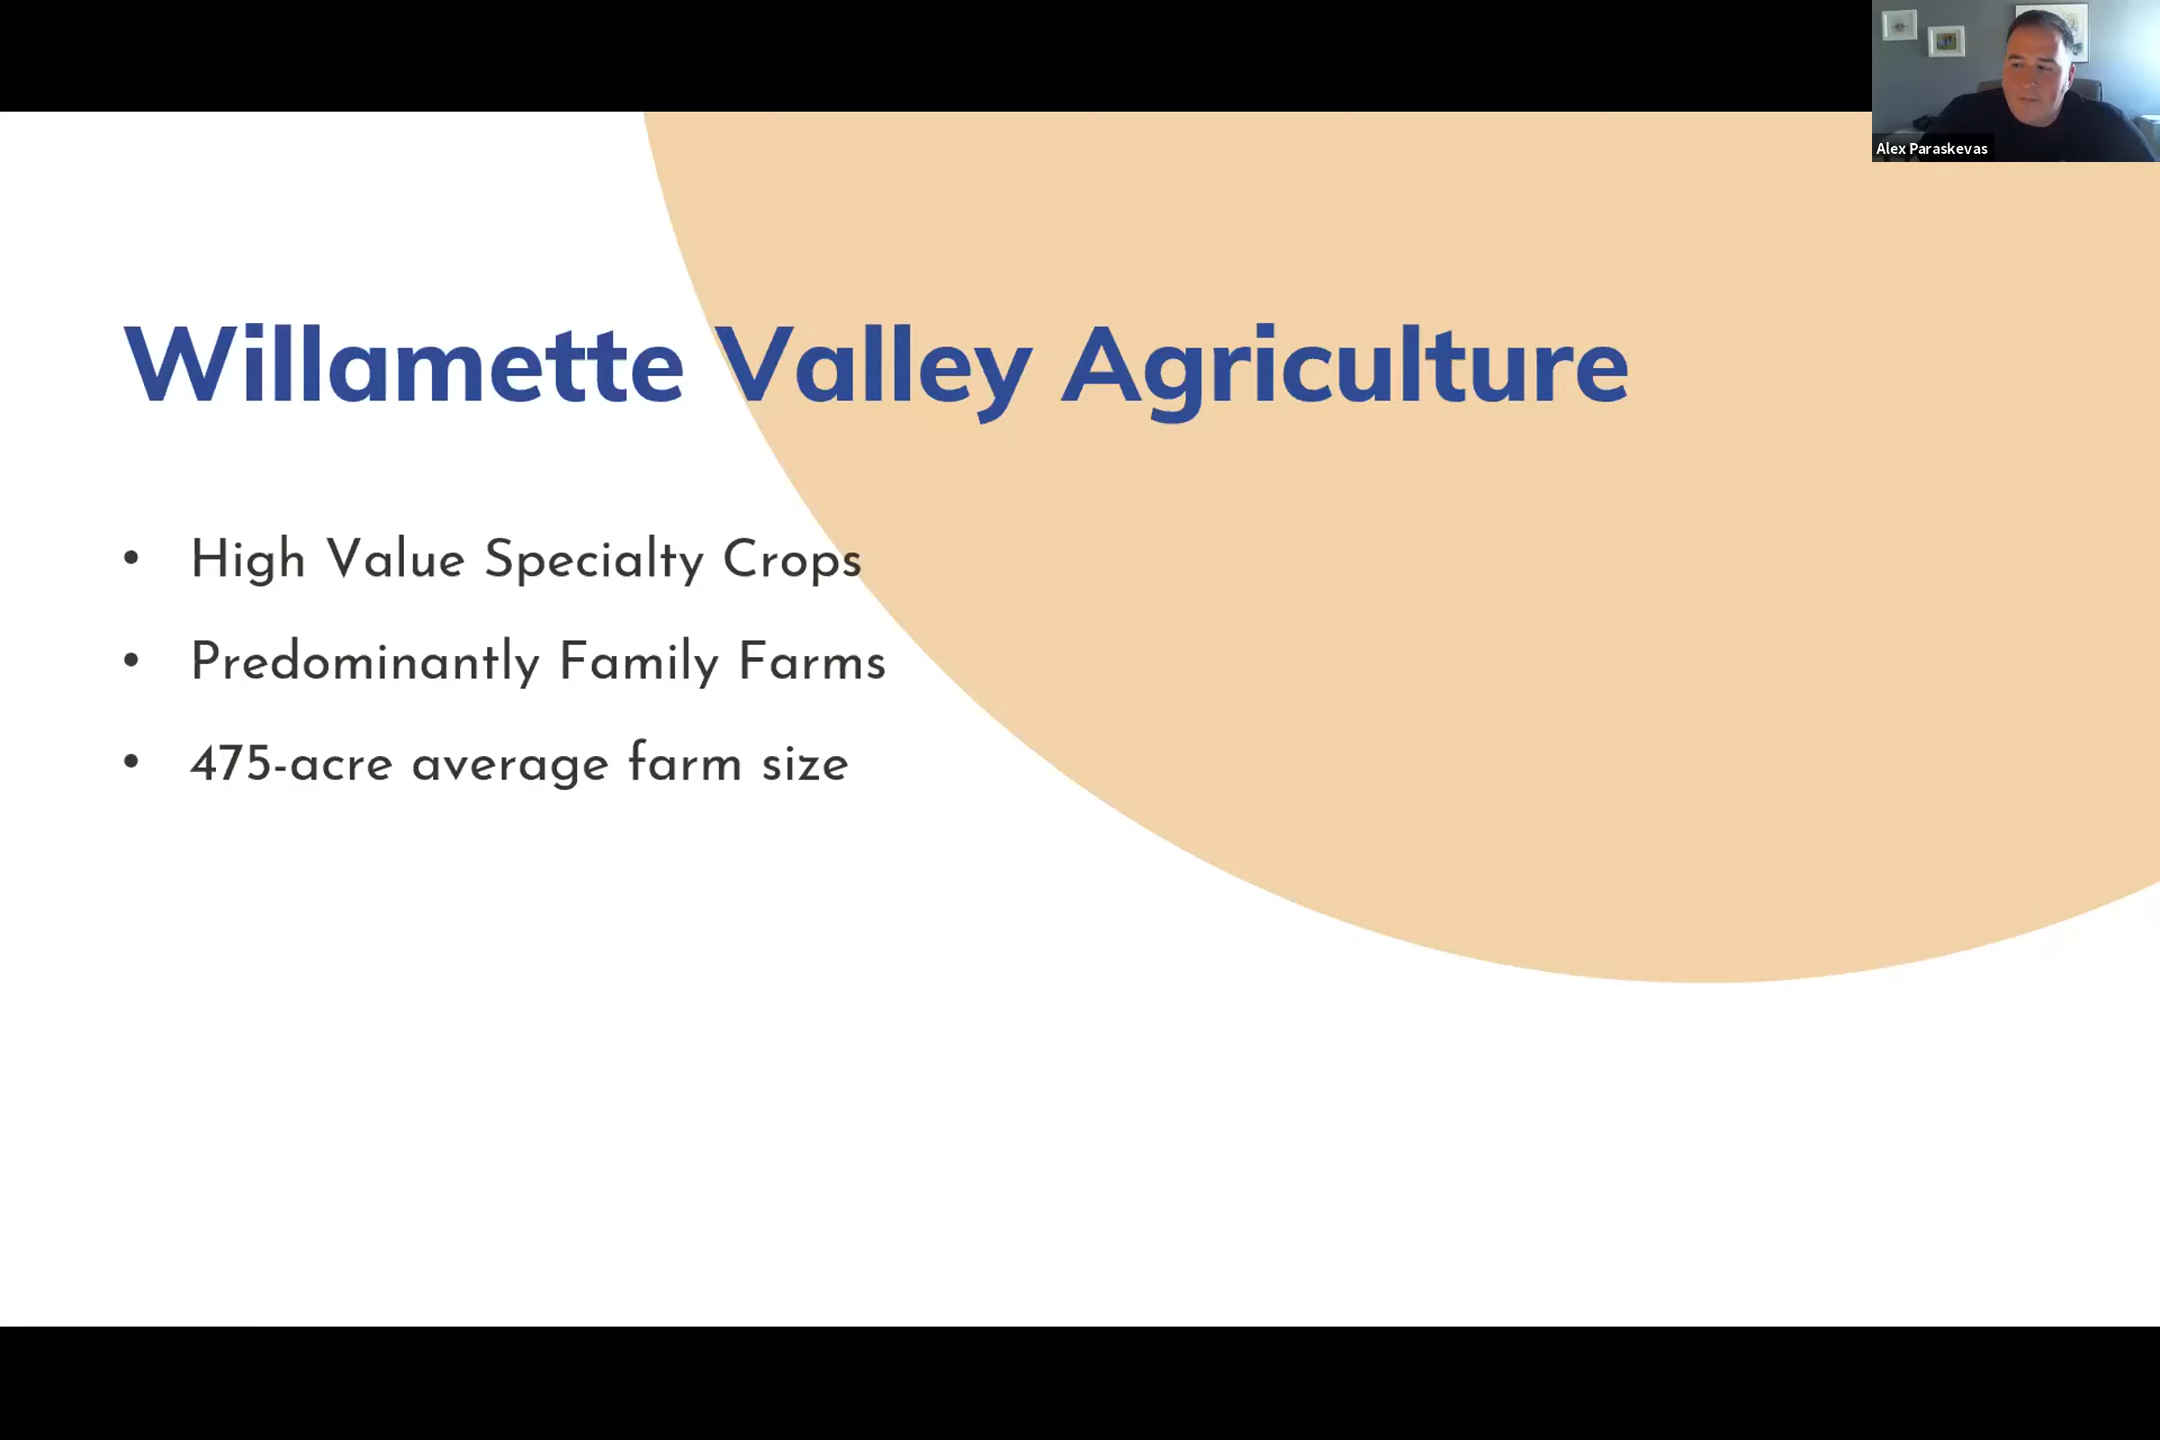 Alex Paraskevas
Willamette Valley Agriculture
• High Value Specialty Crops
• Predominantly Family Farms
• 475-acre average farm size